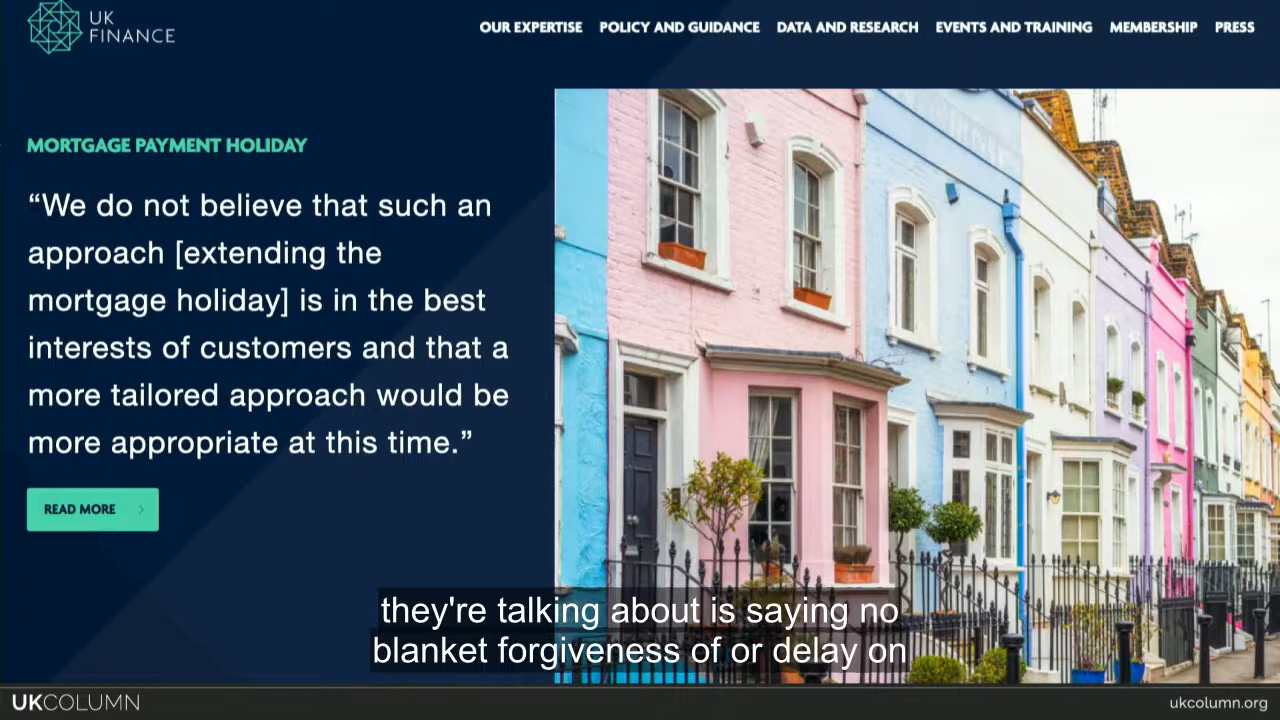 UK
FINANCE
OUR EXPERTISE POLICY AND GUIDANCE DATA AND RESEARCH EVENTS AND TRAINING MEMBERSHIP PRESS
MORTGAGE PAYMENT HOLIDAY
“We do not believe that such an
approach [extending the
mortgage holiday] is in the best
interests of customers and that a
more tailored approach would be
more appropriate at this time.”
READ MORE
they're talking about is saying no
blanket forgiveness of or delay on
UKCOLUMN
ukcolumn.org